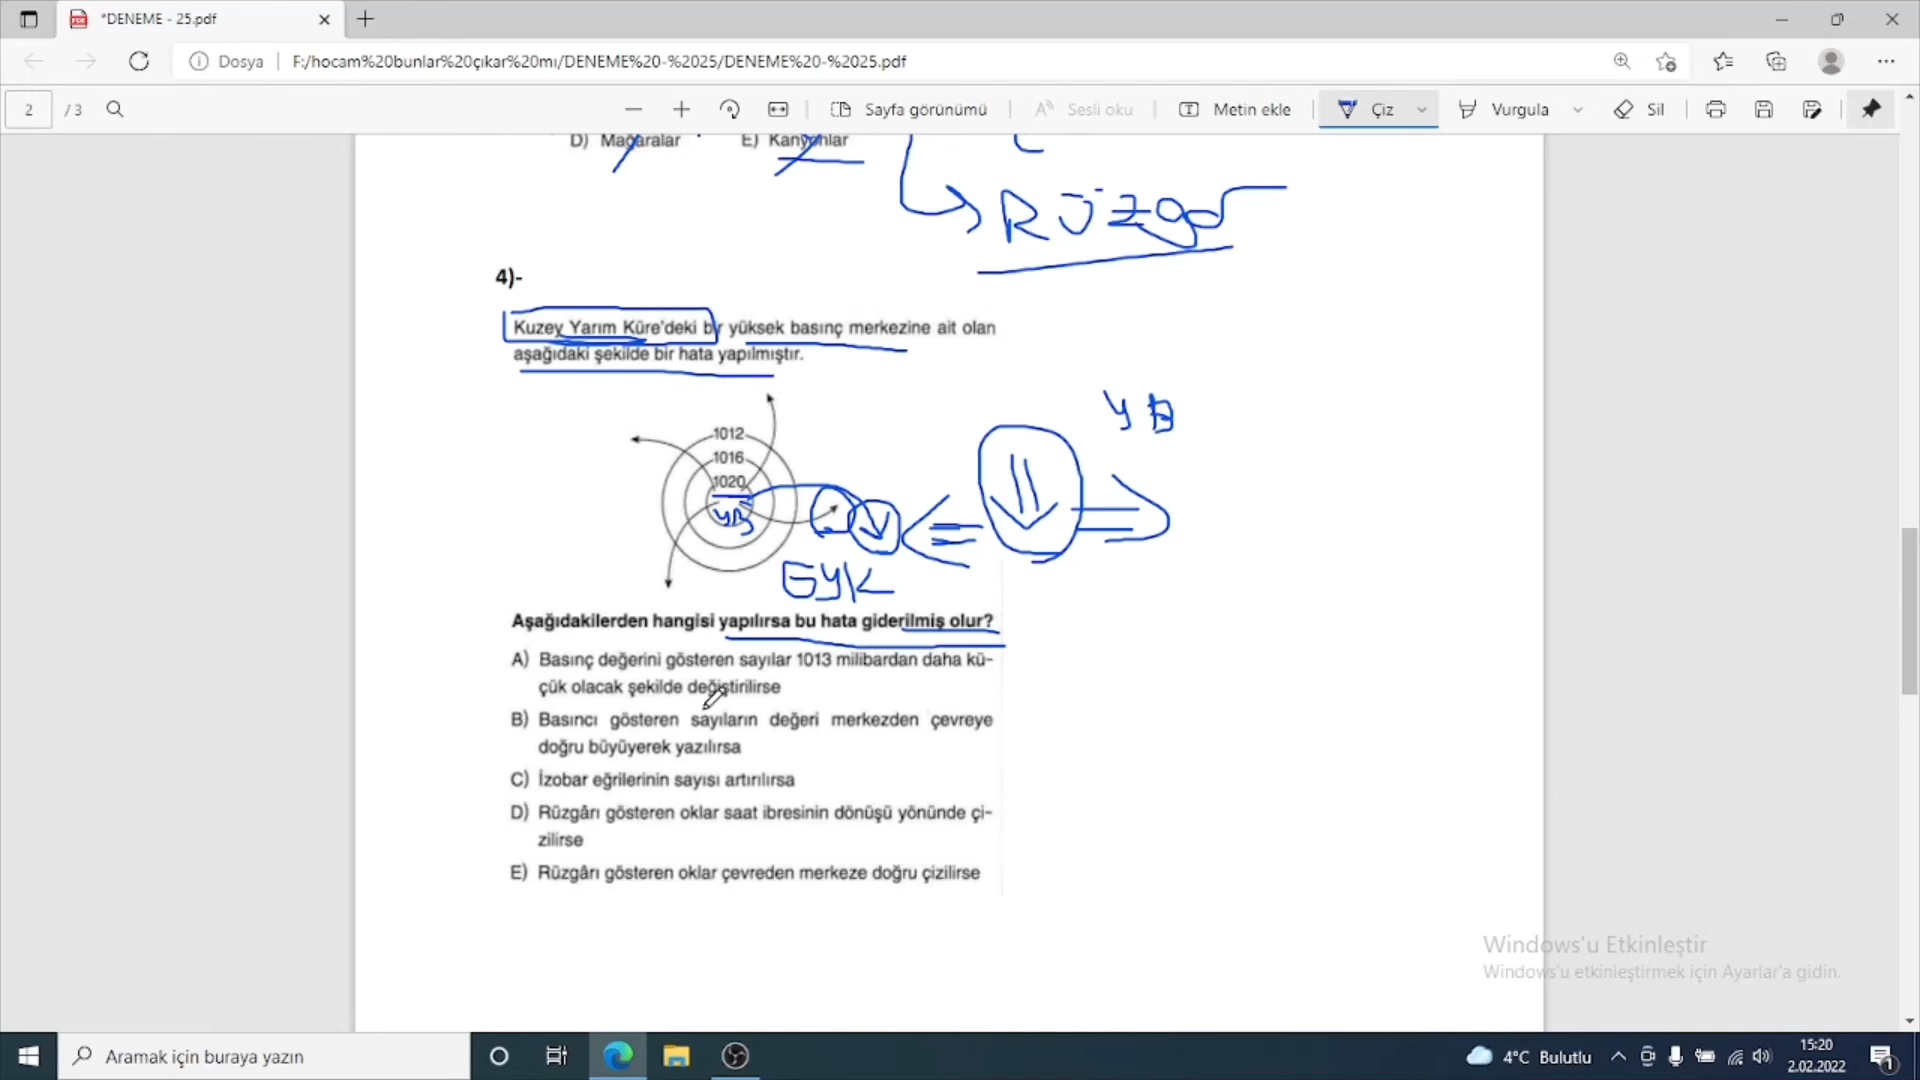 *DENEME - 25.pdf
Dosya
F:/hocam%20bunlar%20çıkar%20mı/DENEME%20-%2025/DENEME%20-%2025.pdf
2 / 3
Sayfa görünümü
Sesli oku
Metin ekle
Çiz
Vurgula
Sil
D) Mağaralar E) Kanyonlar
Rüzgar
4)-
Kuzey Yarım Küre'deki bir yüksek basınç merkezine ait olan
aşağıdaki şekilde bir hata yapılmıştır.
YB
1012
1016
1020
YB
GYK
Aşağıdakilerden hangisi yapılırsa bu hata giderilmiş olur?
A) Basınç değerini gösteren sayılar 1013 milibardan daha kü-
çük olacak şekilde değiştirilirse
B) Basıncı gösteren sayıların değeri merkezden çevreye
doğru büyüyerek yazılırsa
C) İzobar eğrilerinin sayısı artırılırsa
D) Rüzgârı gösteren oklar saat ibresinin dönüşü yönünde çi-
zilirse
E) Rüzgârı gösteren oklar çevreden merkeze doğru çizilirse
Windows'u Etkinleştir
Windows'u etkinleştirmek için Ayarlar'a gidin.
Aramak için buraya yazın
4°C Bulutlu
15:20
2.02.2022
1